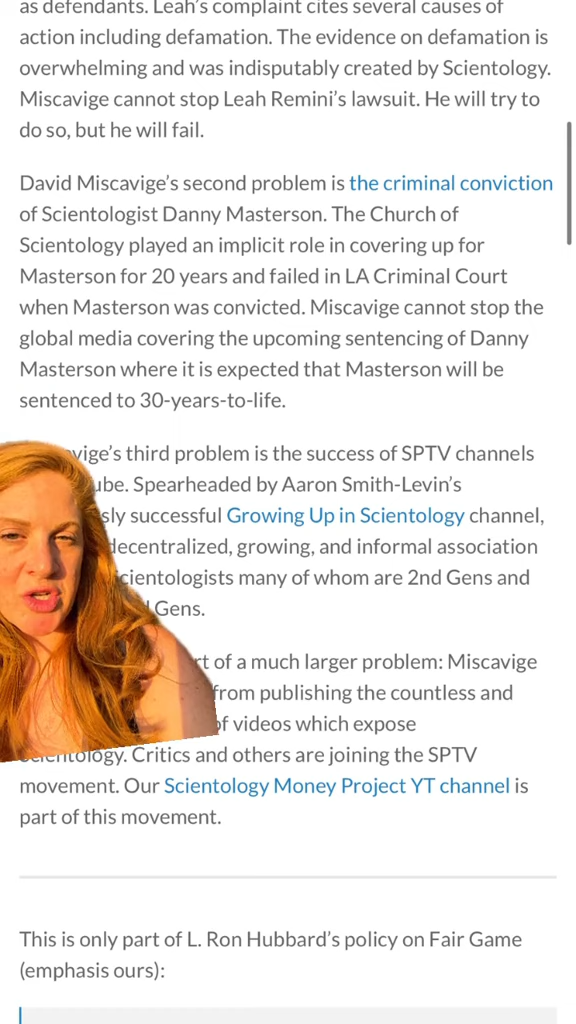 as defendants. Leah's complaint cites several causes of
action including defamation. The evidence on defamation is
overwhelming and was indisputably created by Scientology.
Miscavige cannot stop Leah Remini's lawsuit. He will try to
do so, but he will fail.
David Miscavige's second problem is the criminal conviction
of Scientologist Danny Masterson. The Church of
Scientology played an implicit role in covering up for
Masterson for 20 years and failed in LA Criminal Court
when Masterson was convicted. Miscavige cannot stop the
global media covering the upcoming sentencing of Danny
Masterson where it is expected that Masterson will be
sentenced to 30-years-to-life.
vige's third problem is the success of SPTV channels
ube. Spearheaded by Aaron Smith-Levin's
sly successful Growing Up in Scientology channel,
decentralized, growing, and informal association
cientologists many of whom are 2nd Gens and
Gens.
rt of a much larger problem: Miscavige
from publishing the countless and
of videos which expose
Scientology. Critics and others are joining the SPTV
movement. Our Scientology Money Project YT channel is
part of this movement.
This is only part of L. Ron Hubbard's policy on Fair Game
(emphasis ours):